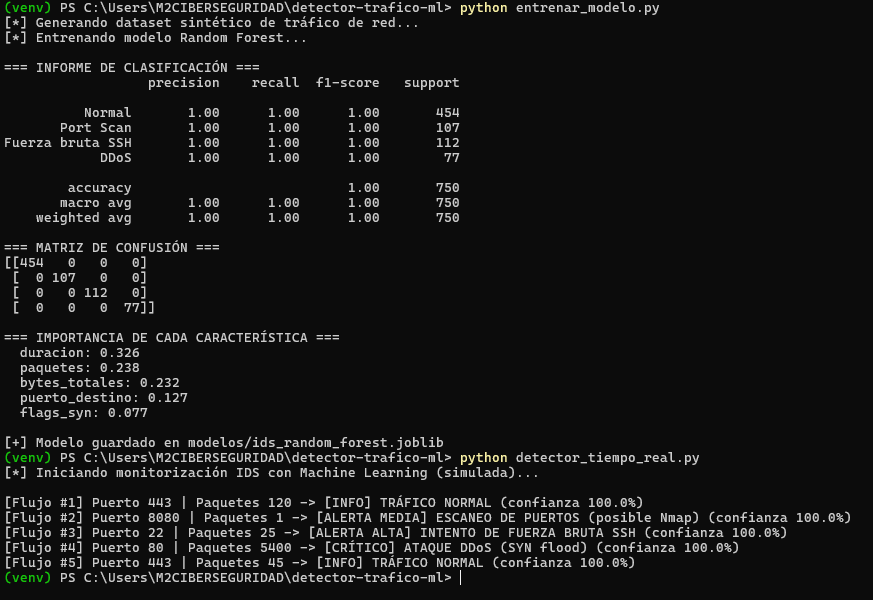 (venv) PS C:\Users\M2CIBERSEGURIDAD\detector-trafico-ml> python entrenar_modelo.py
[*] Generando dataset sintético de tráfico de red...
[*] Entrenando modelo Random Forest...
=== INFORME DE CLASIFICACIÓN ===
precision recall f1-score support
Normal 1.00 1.00 1.00 454
Port Scan 1.00 1.00 1.00 107
Fuerza bruta SSH 1.00 1.00 1.00 112
DDoS 1.00 1.00 1.00 77
accuracy 1.00 750
macro avg 1.00 1.00 1.00 750
weighted avg 1.00 1.00 1.00 750
=== MATRIZ DE CONFUSIÓN ===
[[454 0 0 0]
[ 0 107 0 0]
[ 0 0 112 0]
[ 0 0 0 77]]
=== IMPORTANCIA DE CADA CARACTERÍSTICA ===
duracion: 0.326
paquetes: 0.238
bytes_totales: 0.232
puerto_destino: 0.127
flags_syn: 0.077
[+] Modelo guardado en modelos/ids_random_forest.joblib
(venv) PS C:\Users\M2CIBERSEGURIDAD\detector-trafico-ml> python detector_tiempo_real.py
[*] Iniciando monitorización IDS con Machine Learning (simulada)...
[Flujo #1] Puerto 443 | Paquetes 120 -> [INFO] TRÁFICO NORMAL (confianza 100.0%)
[Flujo #2] Puerto 8080 | Paquetes 1 -> [ALERTA MEDIA] ESCANEO DE PUERTOS (posible Nmap) (confianza 100.0%)
[Flujo #3] Puerto 22 | Paquetes 25 -> [ALERTA ALTA] INTENTO DE FUERZA BRUTA SSH (confianza 100.0%)
[Flujo #4] Puerto 80 | Paquetes 5400 -> [CRÍTICO] ATAQUE DDoS (SYN flood) (confianza 100.0%)
[Flujo #5] Puerto 443 | Paquetes 45 -> [INFO] TRÁFICO NORMAL (confianza 100.0%)
(venv) PS C:\Users\M2CIBERSEGURIDAD\detector-trafico-ml>